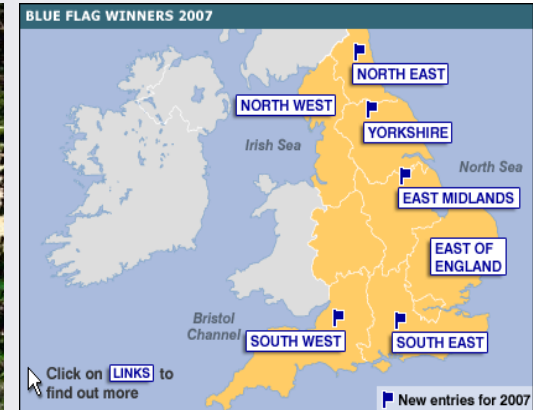 BLUE FLAG WINNERS 2007
NORTH EAST
NORTH WEST
YORKSHIRE
Irish Sea
North Sea
EAST MIDLANDS
EAST OF
ENGLAND
Bristol
Channel
SOUTH WEST
SOUTH EAST
Click on LINKS to
find out more
New entries for 2007